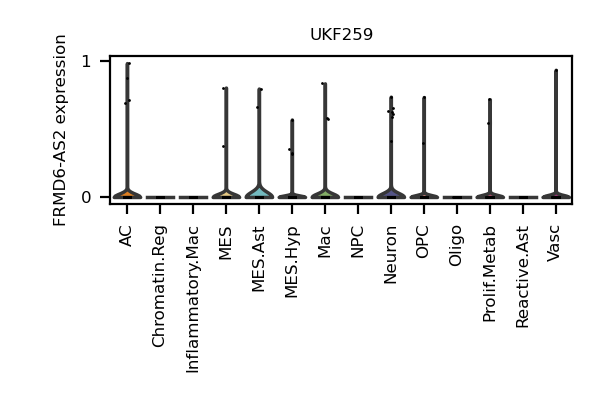 UKF259
FRMD6-AS2 expression
1
0
AC
Chromatin.Reg
Inflammatory.Mac
MES
MES.Ast
MES.Hyp
Mac
NPC
Neuron
OPC
Oligo
Prolif.Metab
Reactive.Ast
Vasc